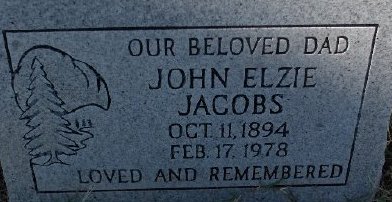 OUR BELOVED DAD
JOHN ELZIE
JACOBS
OCT. 11, 1894
FEB. 17, 1978
LOVED AND REMEMBERED